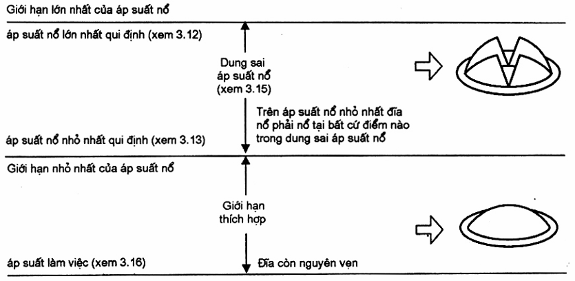 Giới hạn lớn nhất của áp suất nổ
áp suất nổ lớn nhất qui định (xem 3.12)
Dung sai
áp suất nổ
(xem 3.15)
Trên áp suất nổ nhỏ nhất đĩa
nổ phải nổ tại bất cứ điểm nào
trong dung sai áp suất nổ
áp suất nổ nhỏ nhất qui định (xem 3.13)
Giới hạn nhỏ nhất của áp suất nổ
Giới hạn
thích hợp
áp suất làm việc (xem 3.16)
Đĩa còn nguyên vẹn